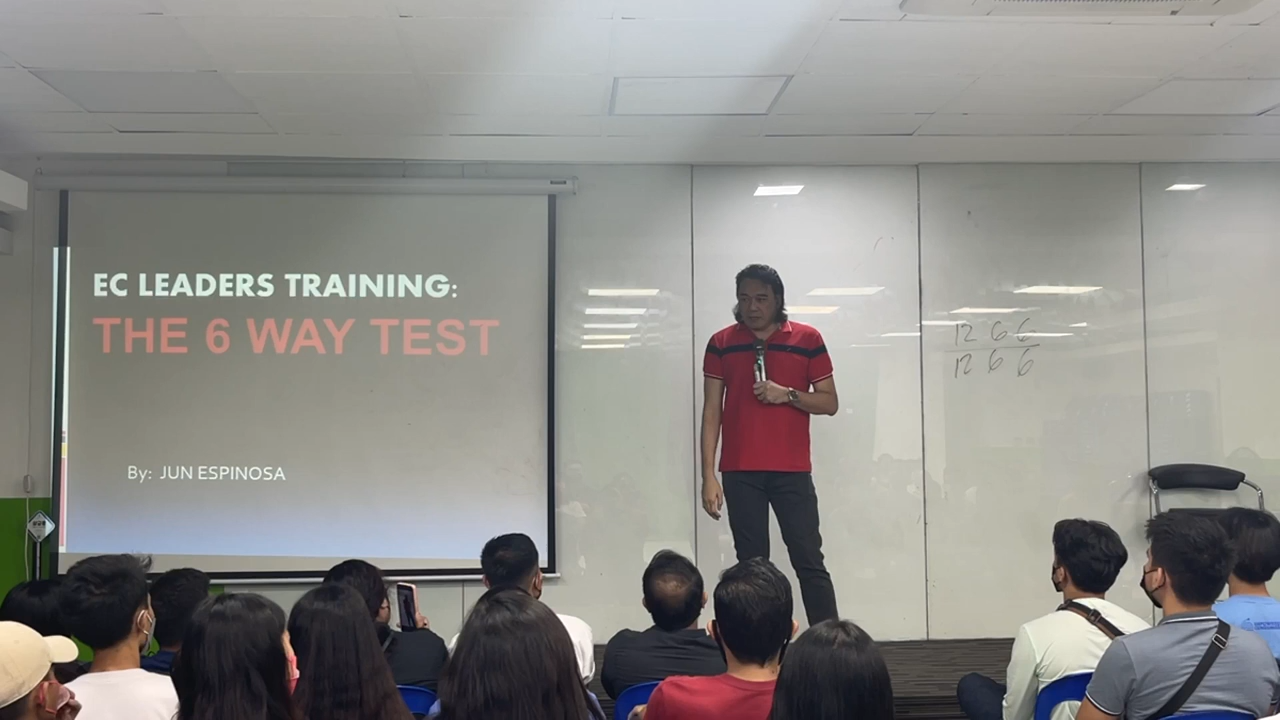 EC LEADERS TRAINING:
THE 6 WAY TEST
By: JUN ESPINOSA
12 6 6
12 6 6